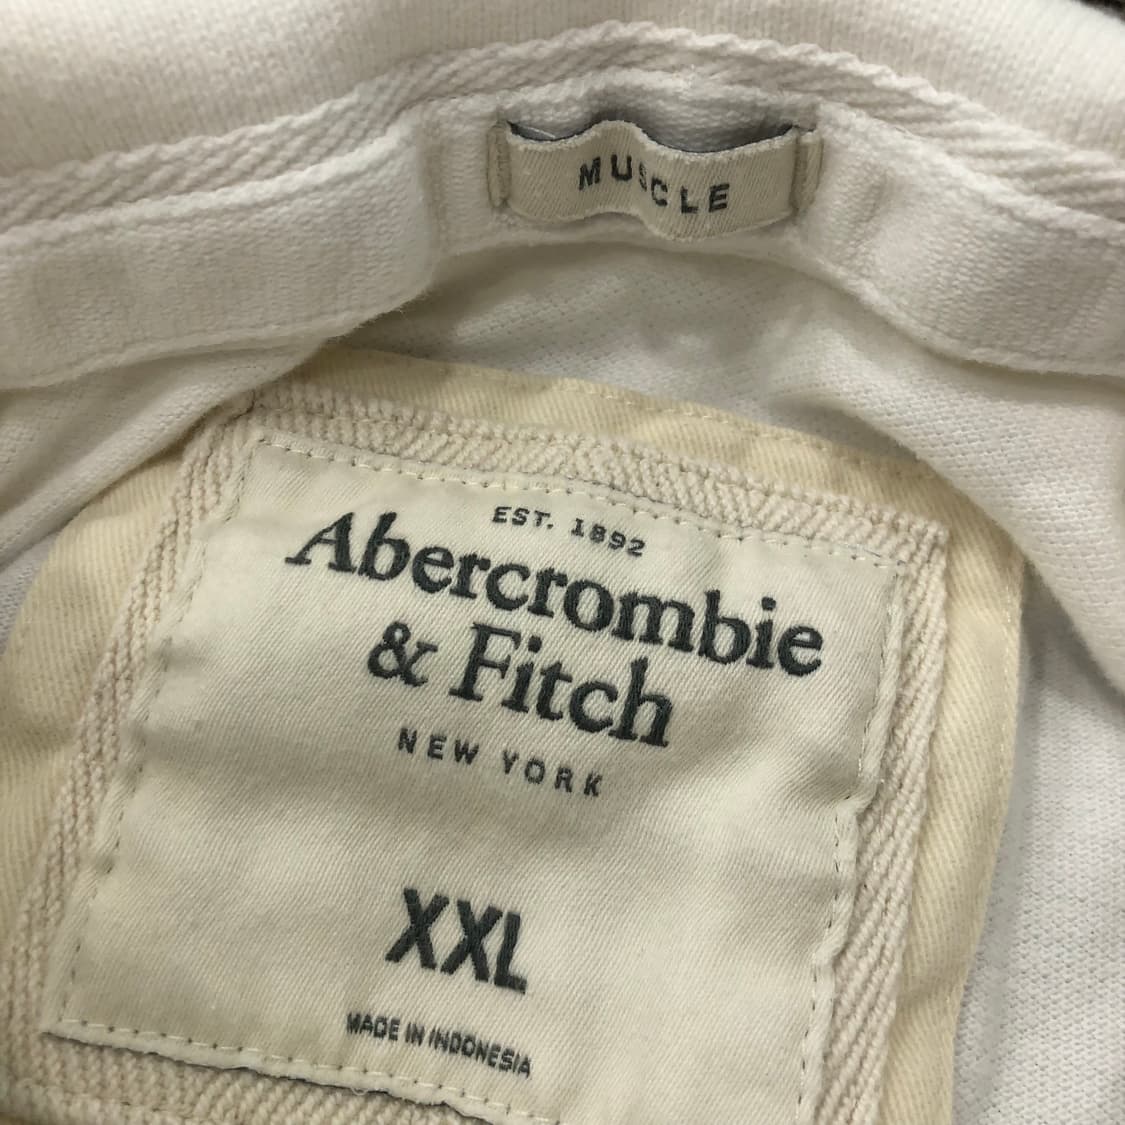 MUSCLE
EST. 1892
Abercrombie
& Fitch
NEW YORK
XXL
MADE IN INDONESIA